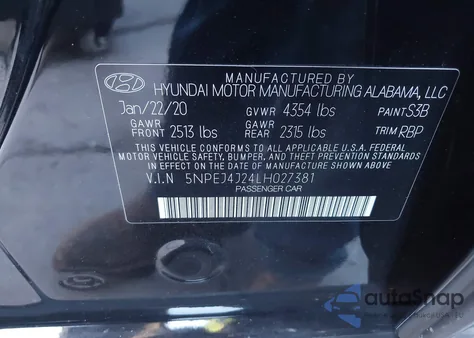 MANUFACTURED BY
HYUNDAI MOTOR MANUFACTURING ALABAMA, LLC
Jan/22/20 GVWR 4354 lbs PAINT S3B
GAWR GAWR
FRONT 2513 lbs REAR 2315 lbs TRIM RBP
THIS VEHICLE CONFORMS TO ALL APPLICABLE U.S.A. FEDERAL
MOTOR VEHICLE SAFETY, BUMPER, AND THEFT PREVENTION STANDARDS
IN EFFECT ON THE DATE OF MANUFACTURE SHOWN ABOVE.
V.I.N 5NPEJ4J24LH027381
PASSENGER CAR
autoSnap